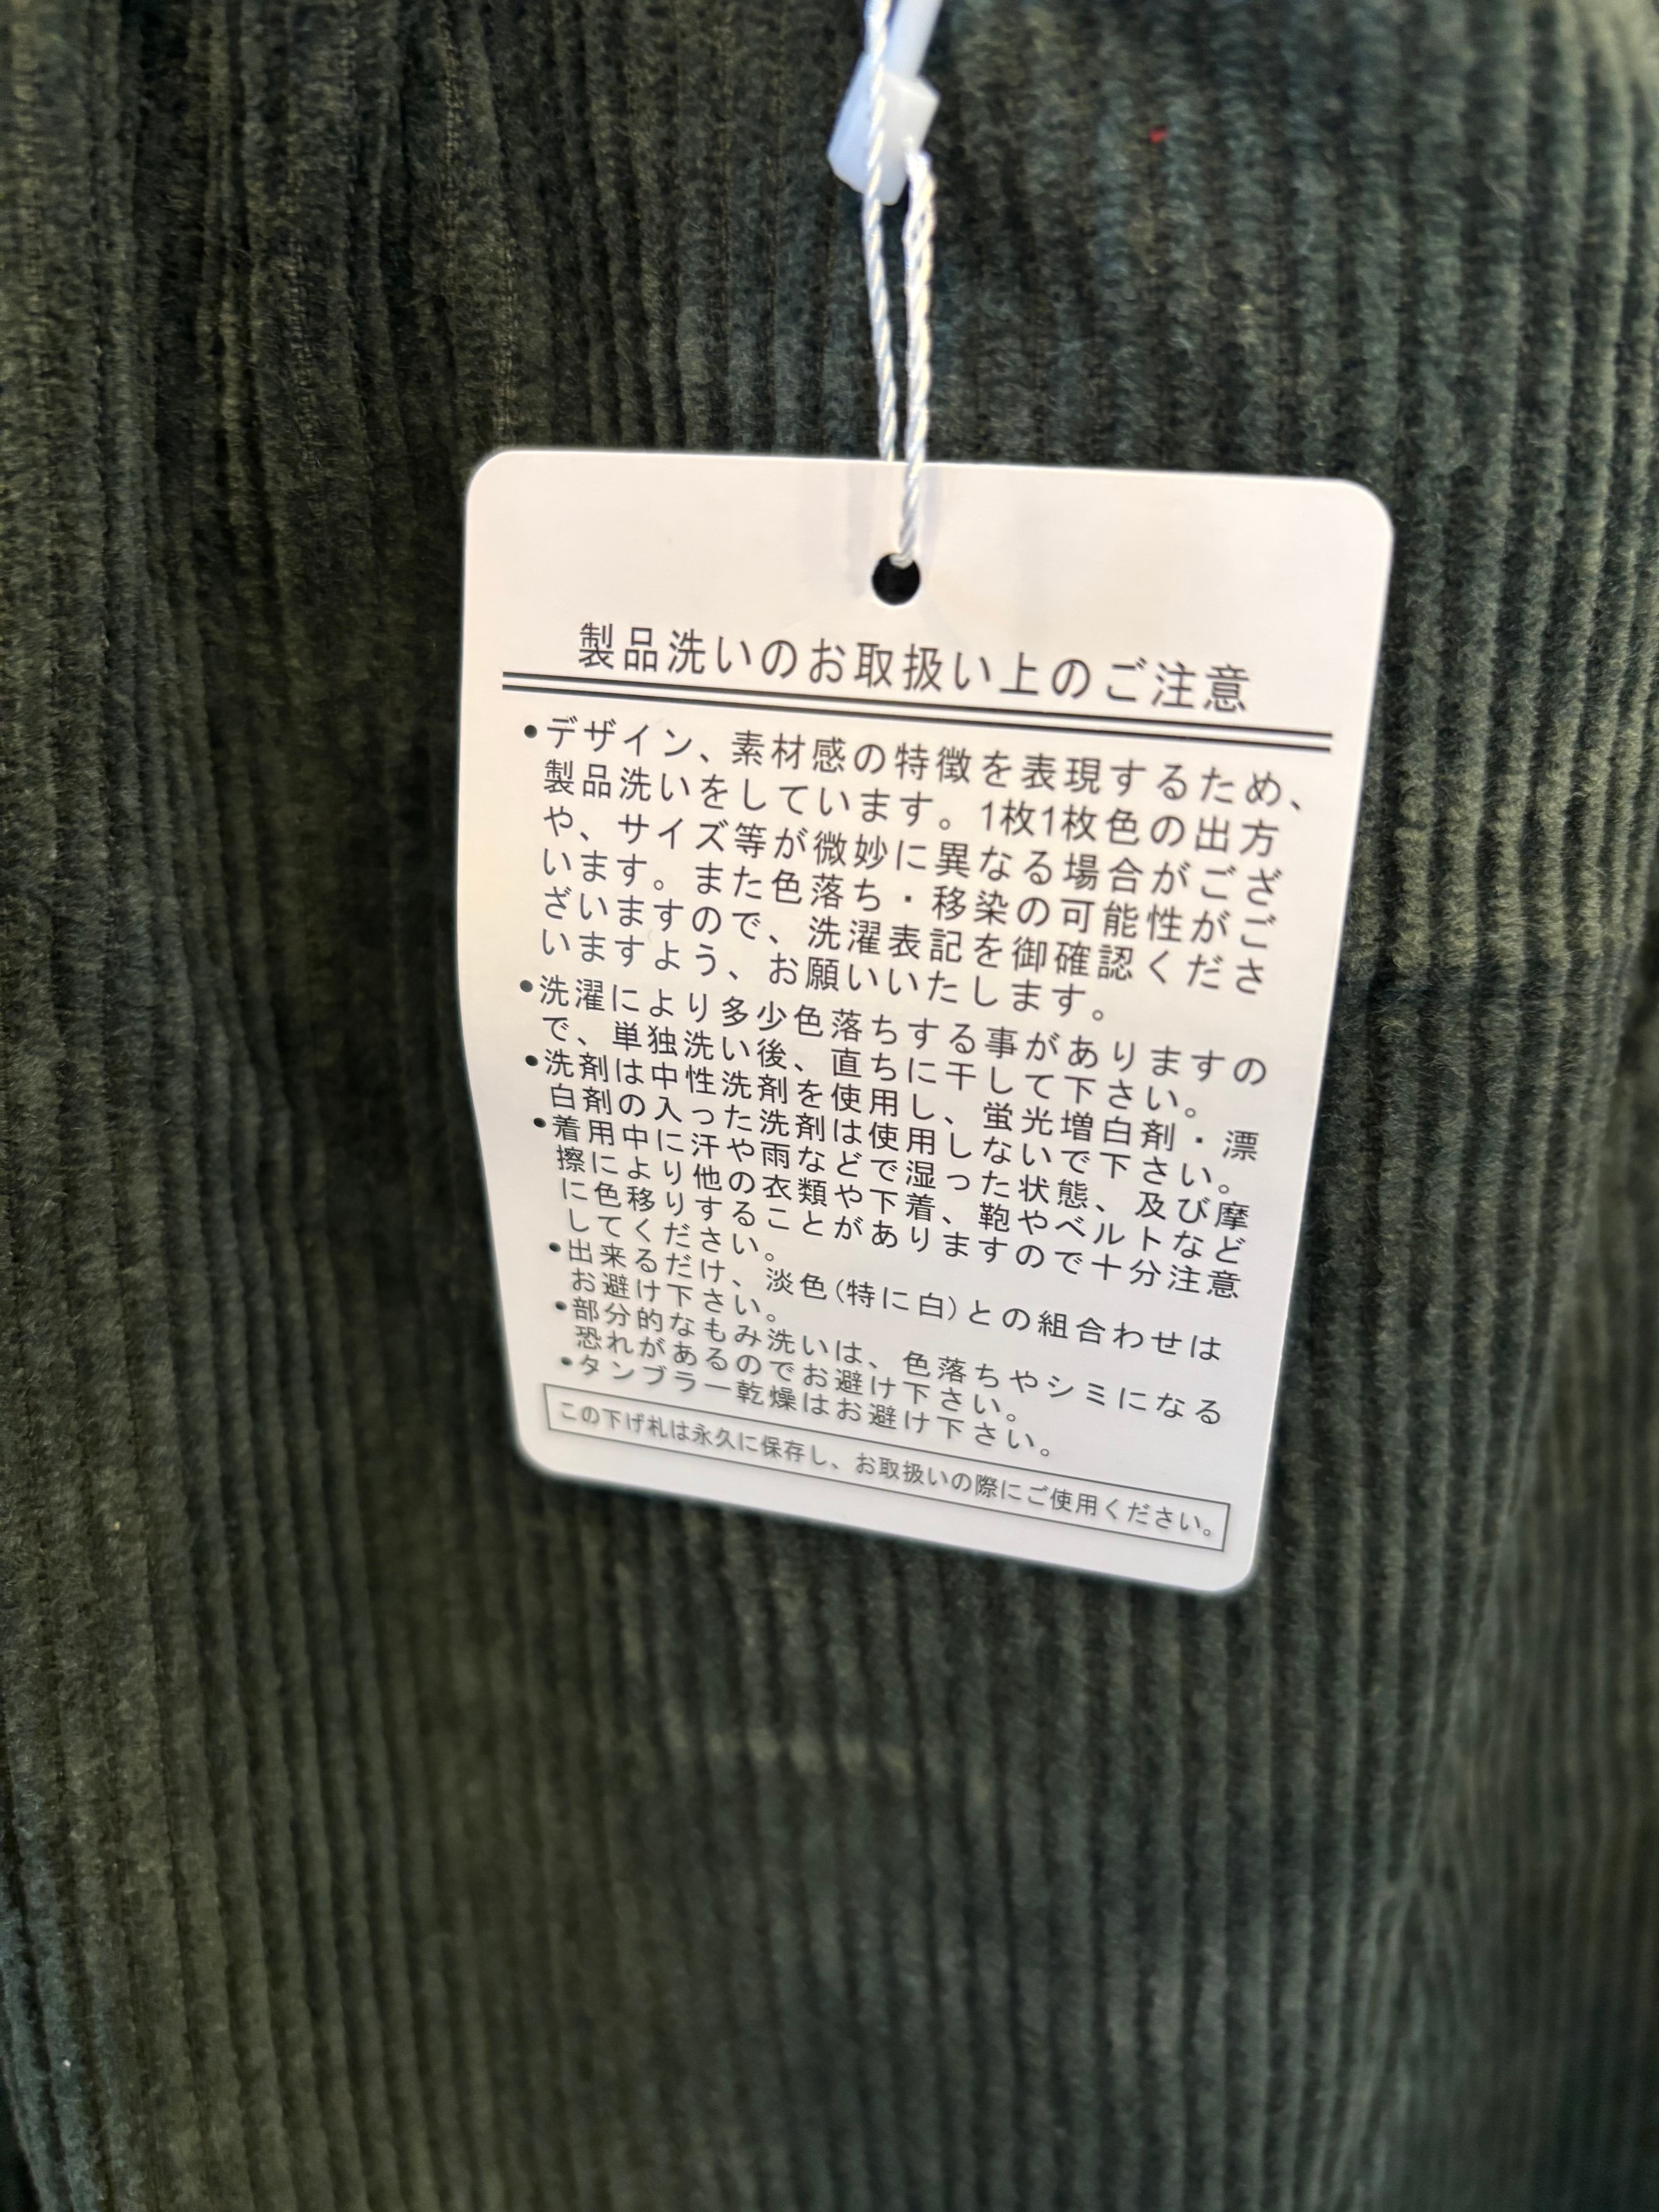 製品洗いのお取扱い上のご注意
•デザイン、素材感の特徴を表現するため、
製品洗いをしています。1枚1枚色の出方
や、サイズ等が微妙に異なる場合がござ
います。また色落ち・移染の可能性がご
ざいますので、洗濯表記を御確認くださ
いますよう、お願いいたします。
•洗濯により多少色落ちする事がありますの
で、単独洗い後、直ちに干して下さい。
•洗剤は中性洗剤を使用し、蛍光増白剤・漂
白剤の入った洗剤は使用しないで下さい。
•着用中に汗や雨などで湿った状態、及び摩
擦により他の衣類や下着、鞄やベルトなど
に色移りすることがありますので十分注意
してください。
•出来るだけ、淡色(特に白)との組合わせは
お避け下さい。
•部分的なもみ洗いは、色落ちやシミになる
恐れがあるのでお避け下さい。
•タンブラー乾燥はお避け下さい。
この下げ札は永久に保存し、お取扱いの際にご使用ください。